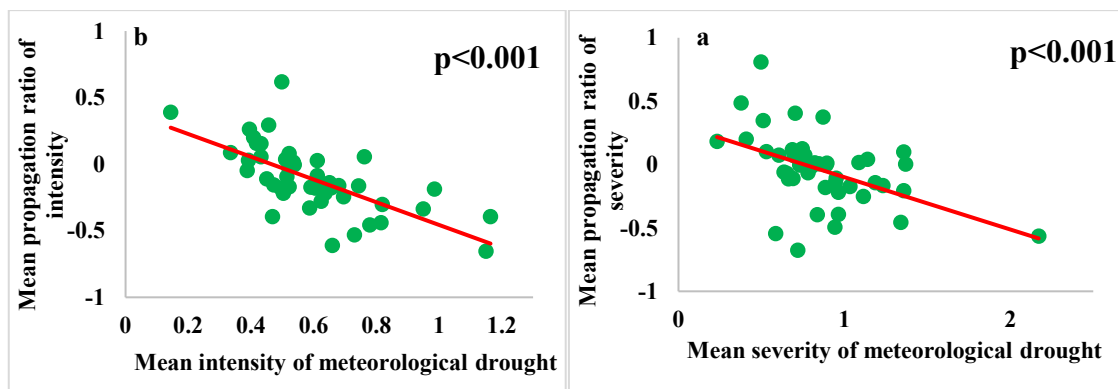 b
p<0.001
Mean propagation ratio of
intensity
1
0.5
0
-0.5
-1
0 0.2 0.4 0.6 0.8 1 1.2
Mean intensity of meteorological drought
a
p<0.001
Mean propagation ratio of
severity
1
0.5
0
-0.5
-1
0 1 2
Mean severity of meteorological drought